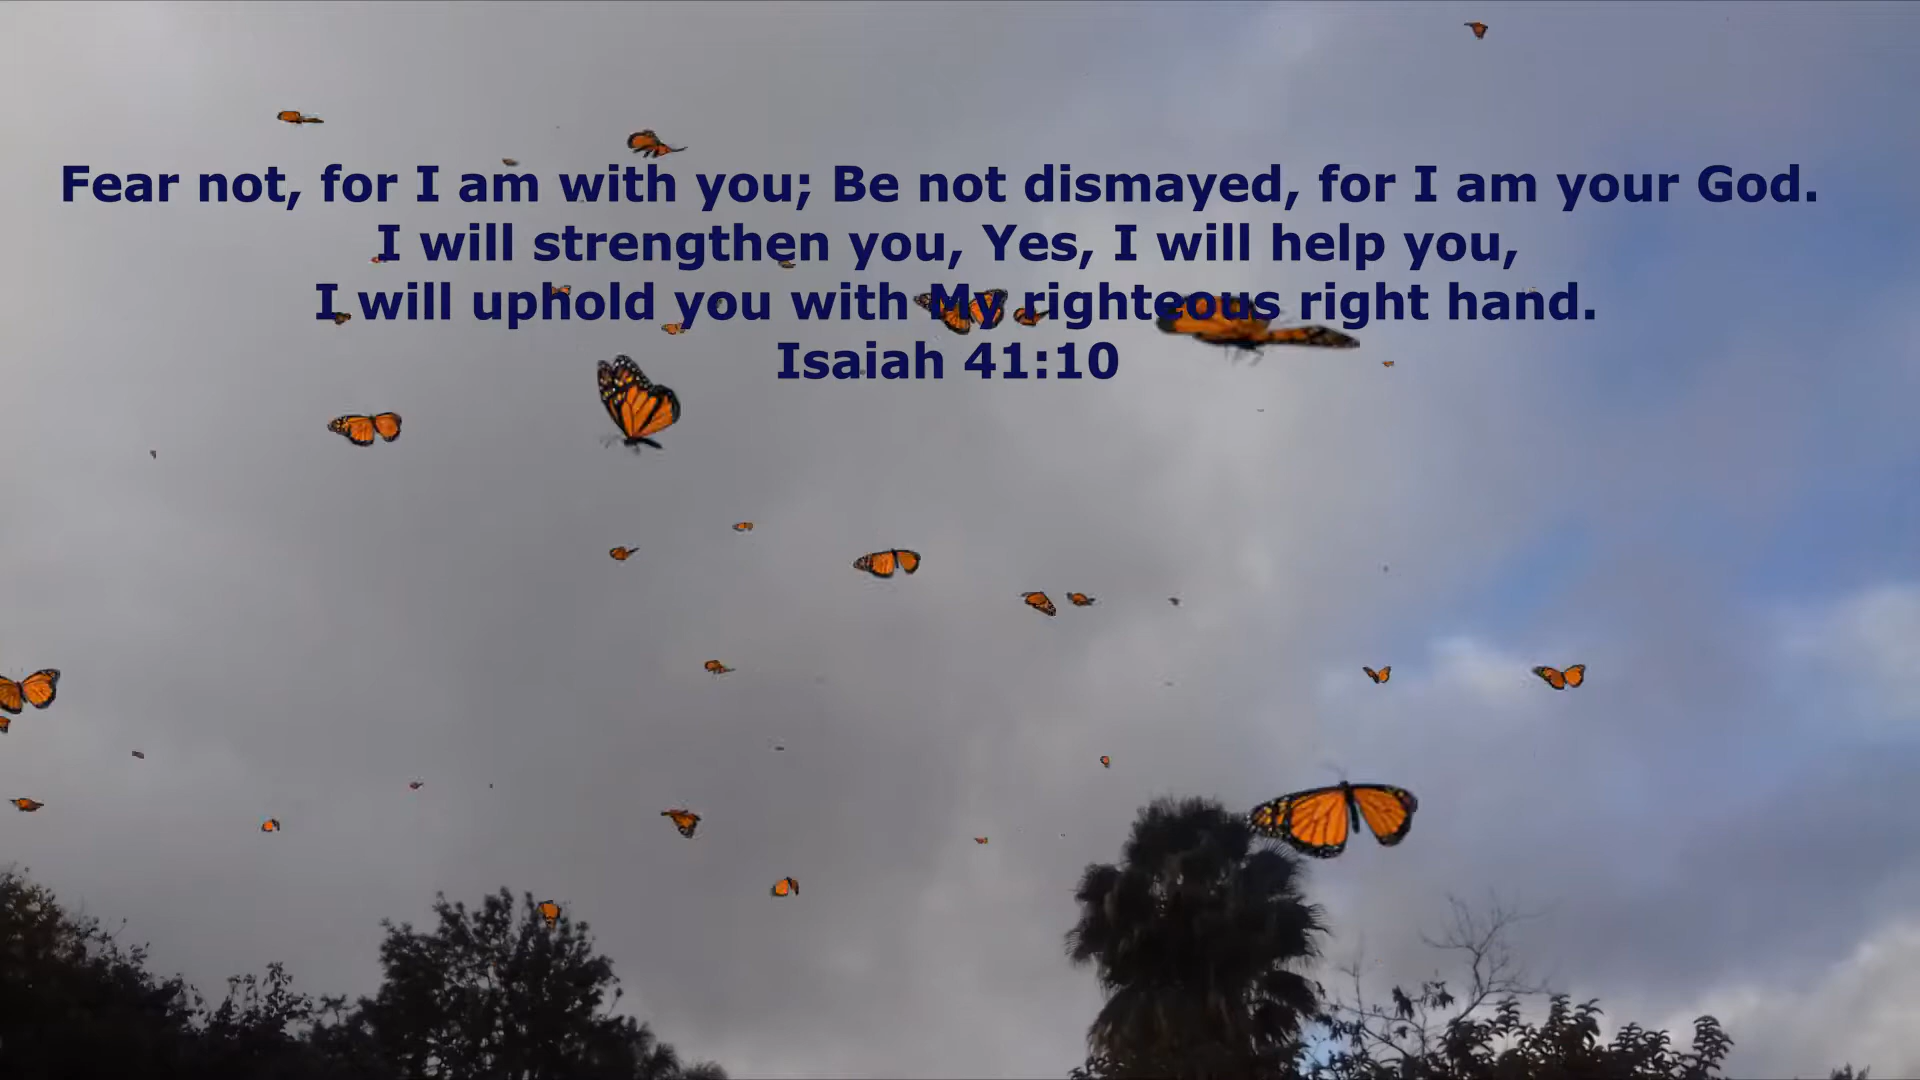 Fear not, for I am with you; Be not dismayed, for I am your God.
I will strengthen you, Yes, I will help you,
I will uphold you with My righteous right hand.
Isaiah 41:10